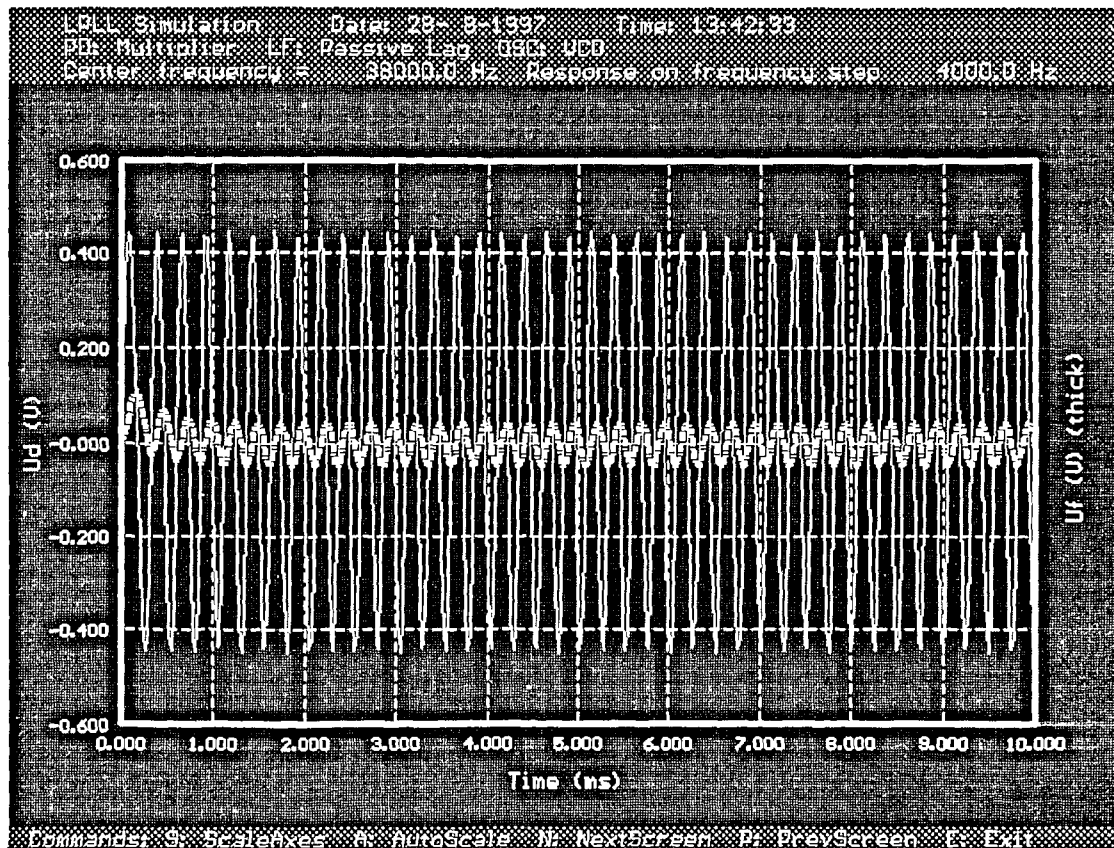 LPLL Simulation Date: 28- 8-1997 Time: 13:42:33
PD: Multiplier LF: Passive Lag OSC: VCO
Center frequency = 38000.0 Hz Response on frequency step 4000.0 Hz
0.600
0.400
0.200
-0.000
-0.200
-0.400
-0.600
Ud (V)
Uf (V) (thick)
0.000 1.000 2.000 3.000 4.000 5.000 6.000 7.000 8.000 9.000 10.000
Time (ms)
Commands: S: ScaleAxes A: AutoScale N: NextScreen P: PrevScreen E: Exit